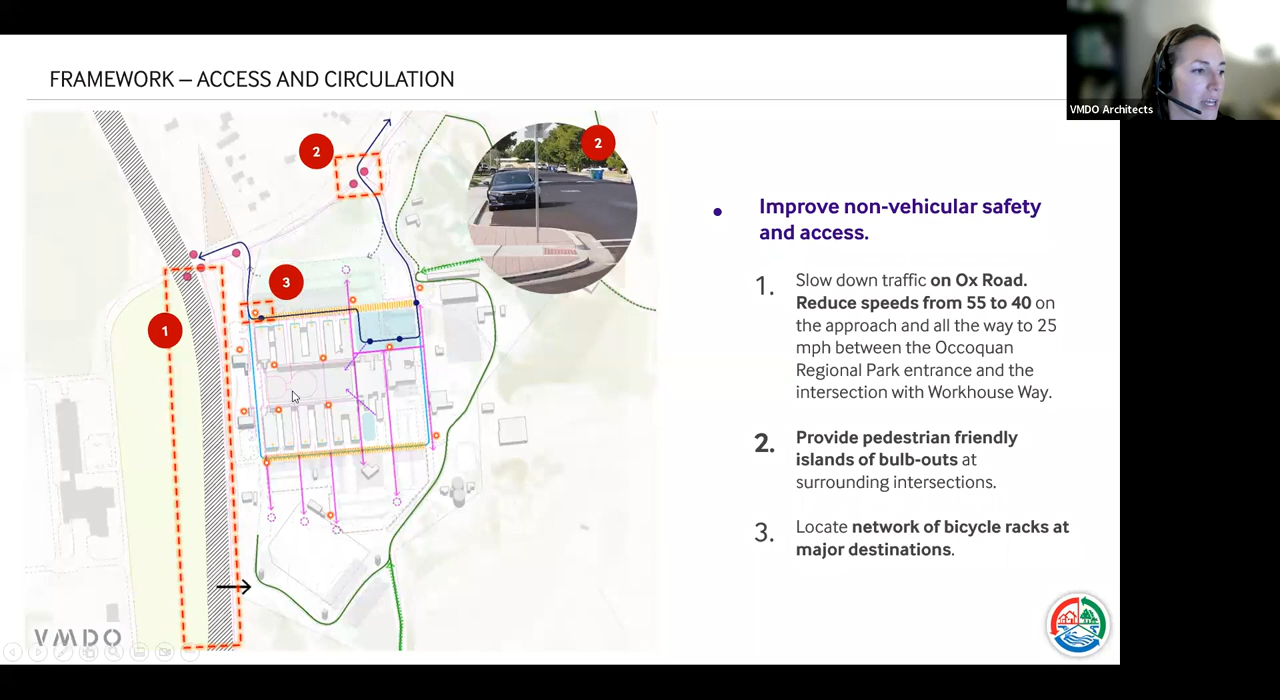 VMDO Architects
FRAMEWORK – ACCESS AND CIRCULATION
2
2
3
1
• Improve non-vehicular safety
and access.
1. Slow down traffic on Ox Road.
Reduce speeds from 55 to 40 on
the approach and all the way to 25
mph between the Occoquan
Regional Park entrance and the
intersection with Workhouse Way.
2. Provide pedestrian friendly
islands of bulb-outs at
surrounding intersections.
3. Locate network of bicycle racks at
major destinations.
VMDO